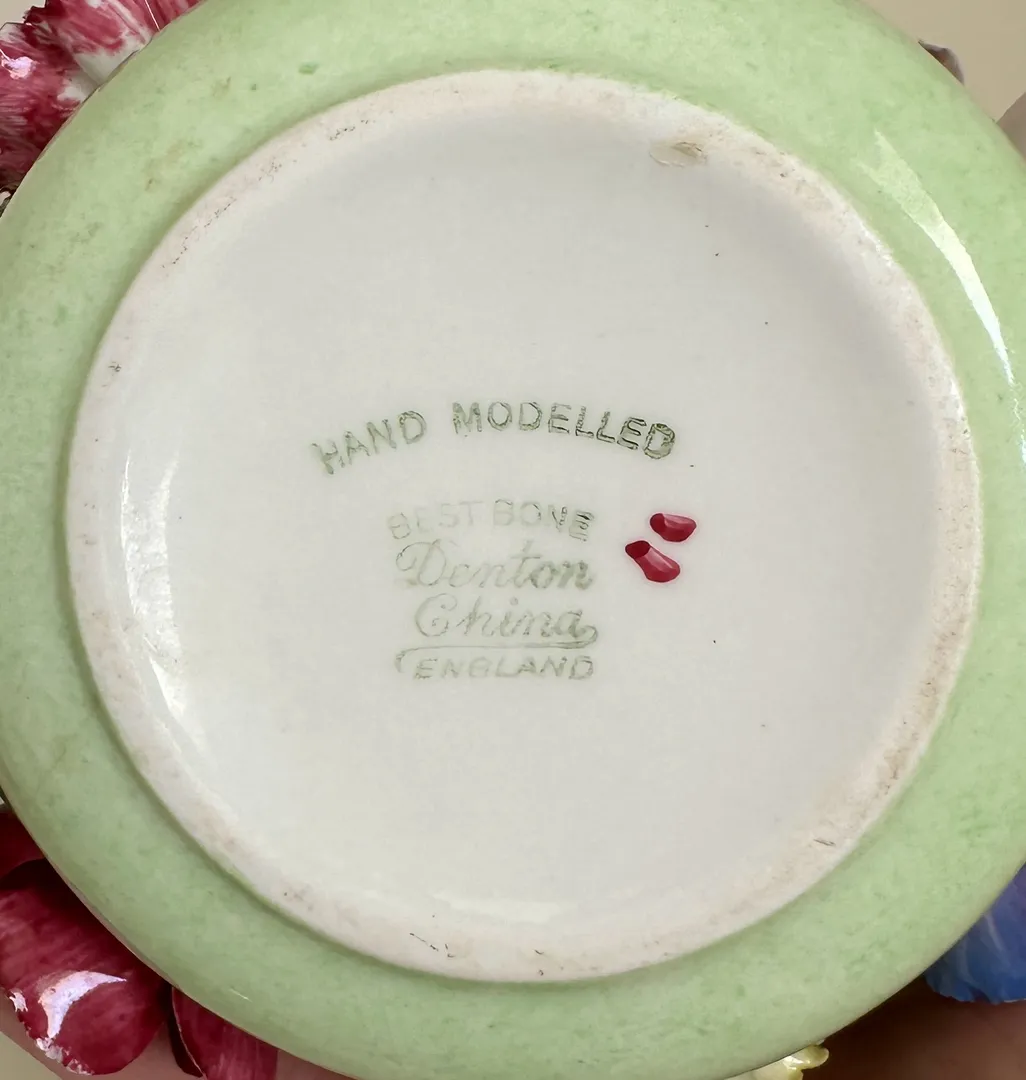 HAND MODELLED
BEST BONE
Denton
China
ENGLAND